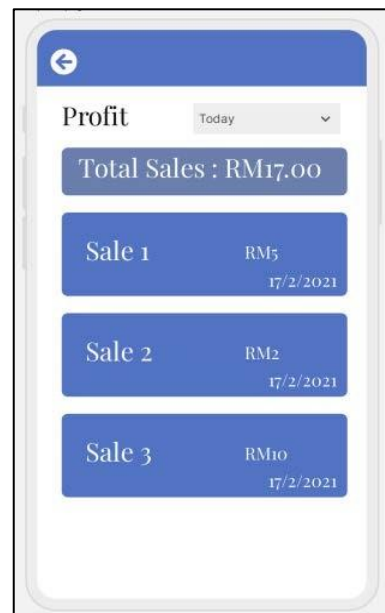 Profit
Today
Total Sales : RM17.00
Sale 1
RM5
17/2/2021
Sale 2
RM2
17/2/2021
Sale 3
RM10
17/2/2021